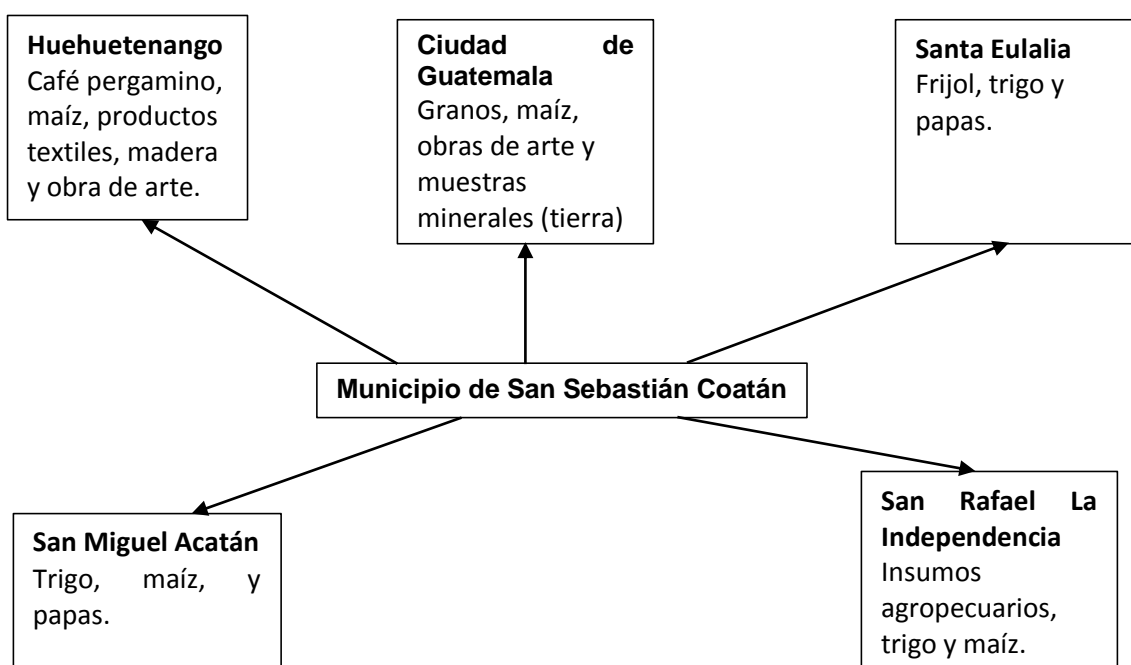 Huehuetenango
Café pergamino,
maíz, productos
textiles, madera
y obra de arte.
Ciudad de
Guatemala
Granos, maíz,
obras de arte y
muestras
minerales (tierra)
Santa Eulalia
Frijol, trigo y
papas.
Municipio de San Sebastián Coatán
San Miguel Acatán
Trigo, maíz, y
papas.
San Rafael La
Independencia
Insumos
agropecuarios,
trigo y maíz.